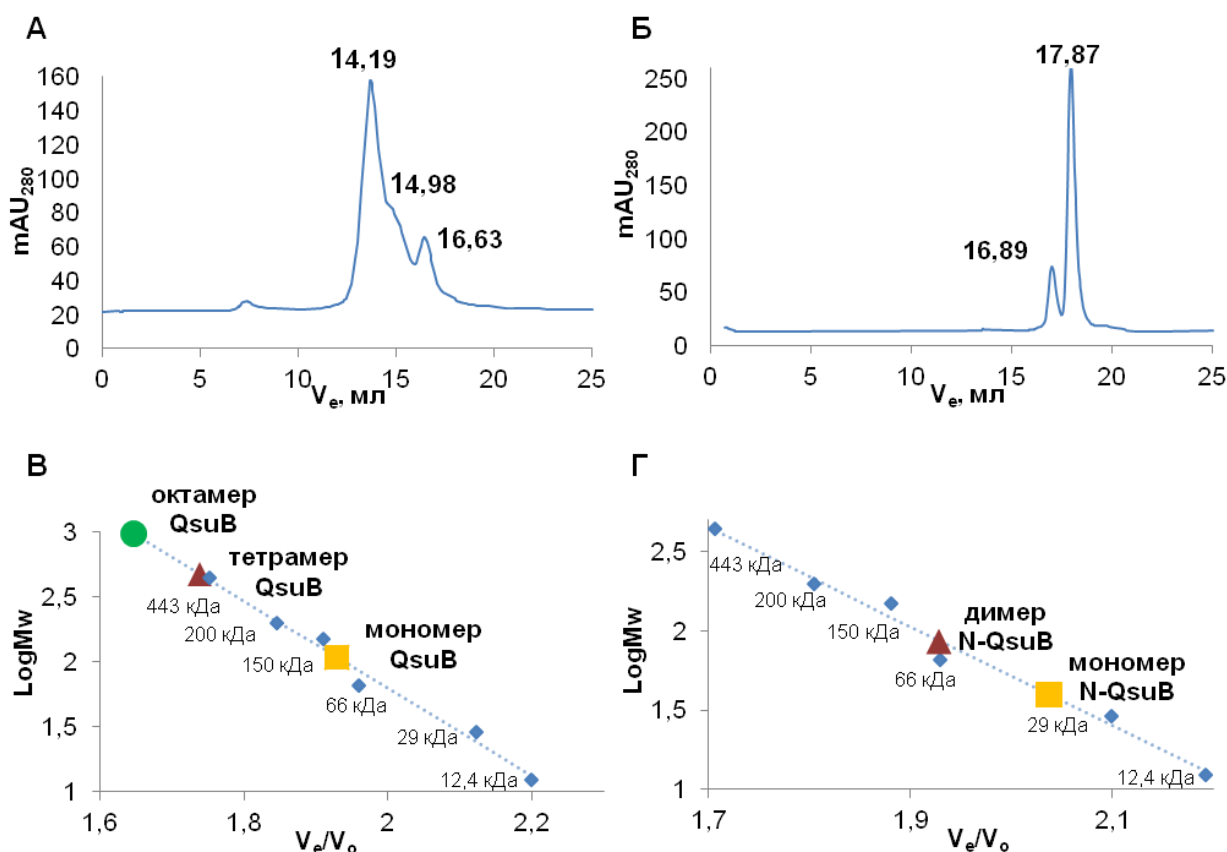 А
14,19
14,98
16,63
160
140
120
100
80
60
40
20
0
mAU280
0 5 10 15 20 25
Ve, мл
Б
17,87
16,89
250
200
150
100
50
0
mAU280
0 5 10 15 20 25
Ve, мл
В
октамер
QsuB
тетрамер
QsuB
мономер
QsuB
443 кДа
200 кДа
150 кДа
66 кДа
29 кДа
12,4 кДа
3
2,5
2
1,5
1
LogMw
1,6 1,8 2 2,2
Ve/Vo
Г
443 кДа
200 кДа
150 кДа
димер
N-QsuB
66 кДа
мономер
N-QsuB
29 кДа
12,4 кДа
2,5
2
1,5
1
LogMw
1,7 1,9 2,1
Ve/Vo